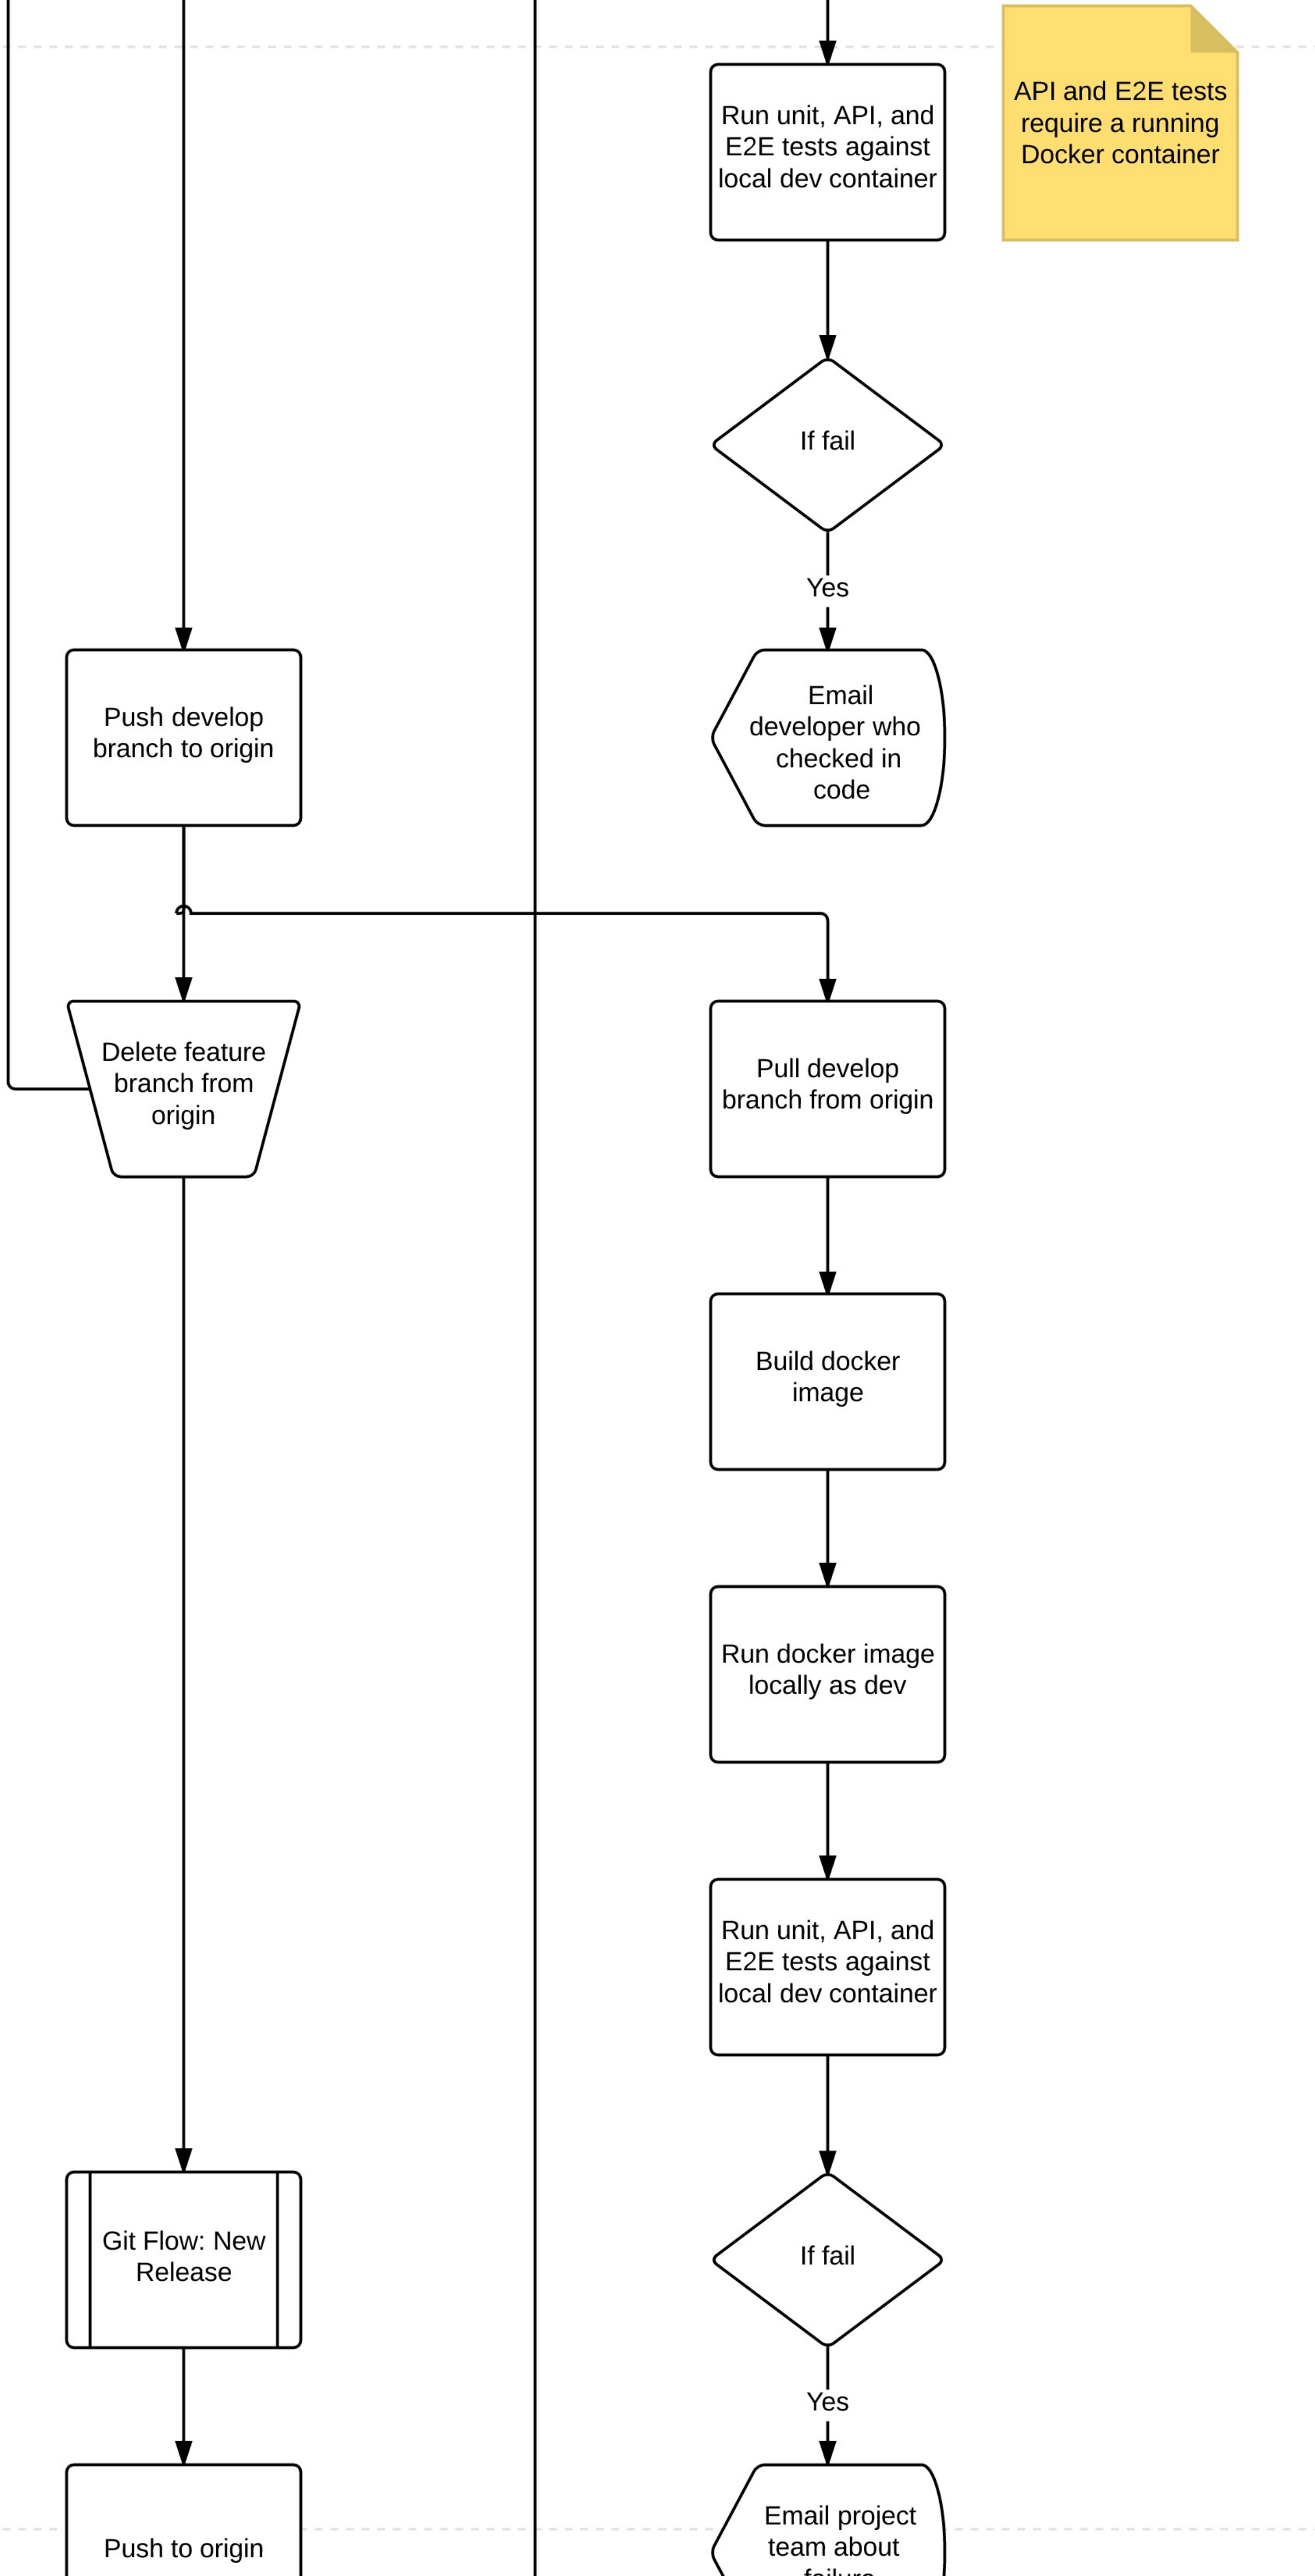 Run unit, API, and
E2E tests against
local dev container
API and E2E tests
require a running
Docker container
If fail
Yes
Push develop
branch to origin
Email
developer who
checked in
code
Delete feature
branch from
origin
Pull develop
branch from origin
Build docker
image
Run docker image
locally as dev
Run unit, API, and
E2E tests against
local dev container
Git Flow: New
Release
If fail
Yes
Push to origin
Email project
team about
failure